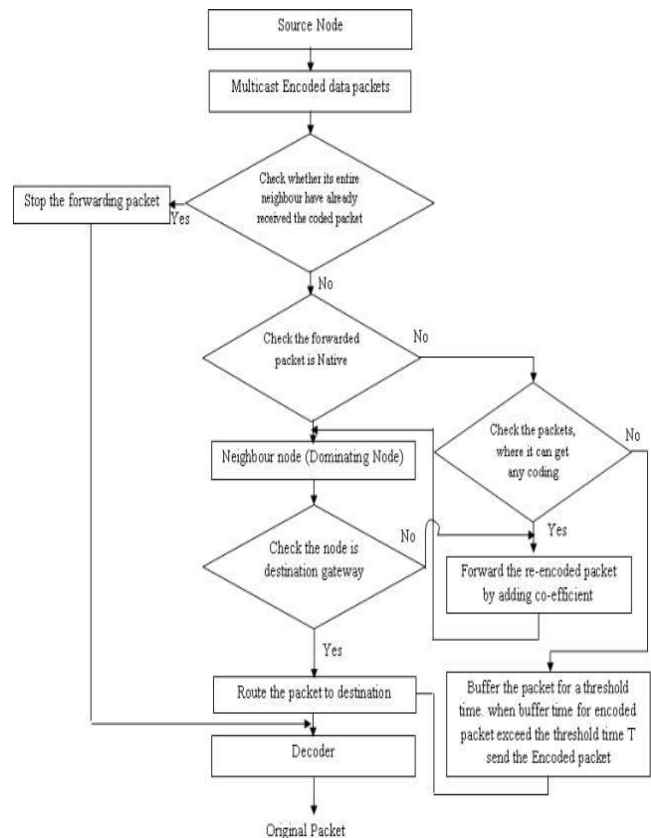 Source Node
Multicast Encoded data packets
Check whether its entire
neighbour have already
received the coded packet
Stop the forwarding packet
Yes
No
Check the forwarded
packet is Native
No
Check the packets,
where it can get
any coding
No
Neighbour node (Dominating Node)
Yes
No
Check the node is
destination gateway
Forward the re-encoded packet
by adding co-efficient
Yes
Route the packet to destination
Buffer the packet for a threshold
time. when buffer time for encoded
packet exceed the threshold time T
send the Encoded packet
Decoder
Original Packet